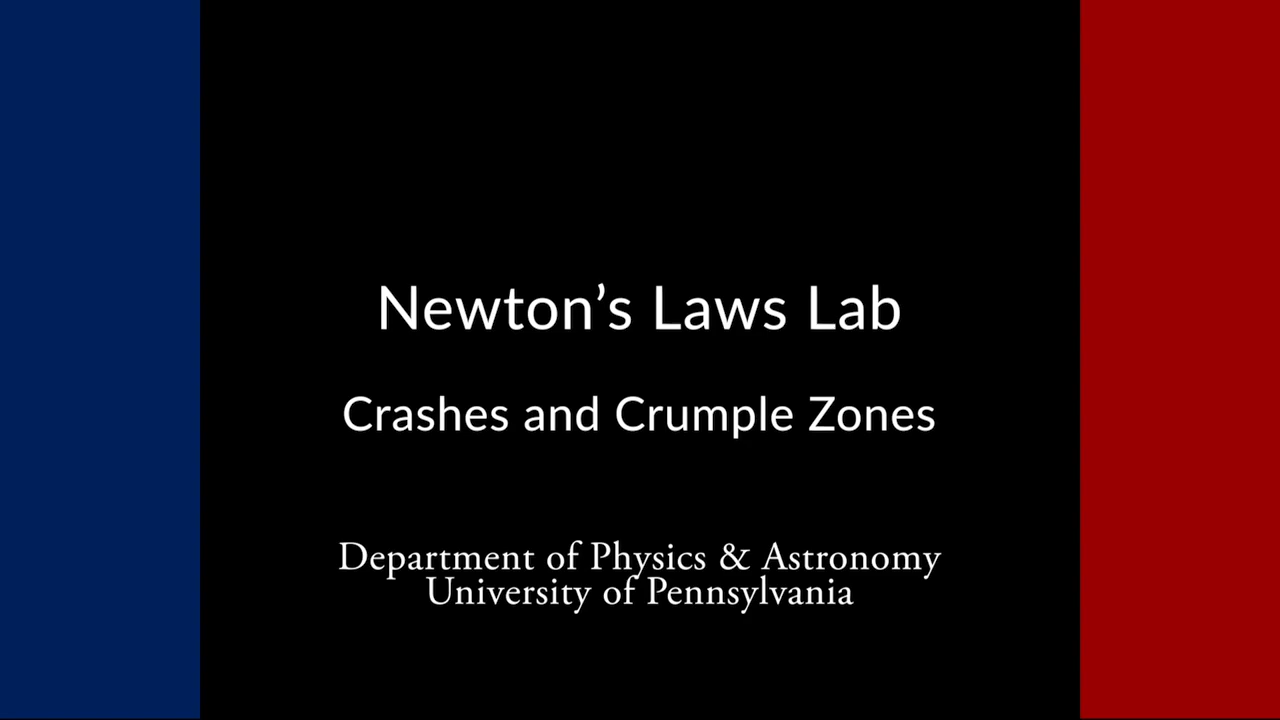 Newton’s Laws Lab
Crashes and Crumple Zones
Department of Physics & Astronomy
University of Pennsylvania